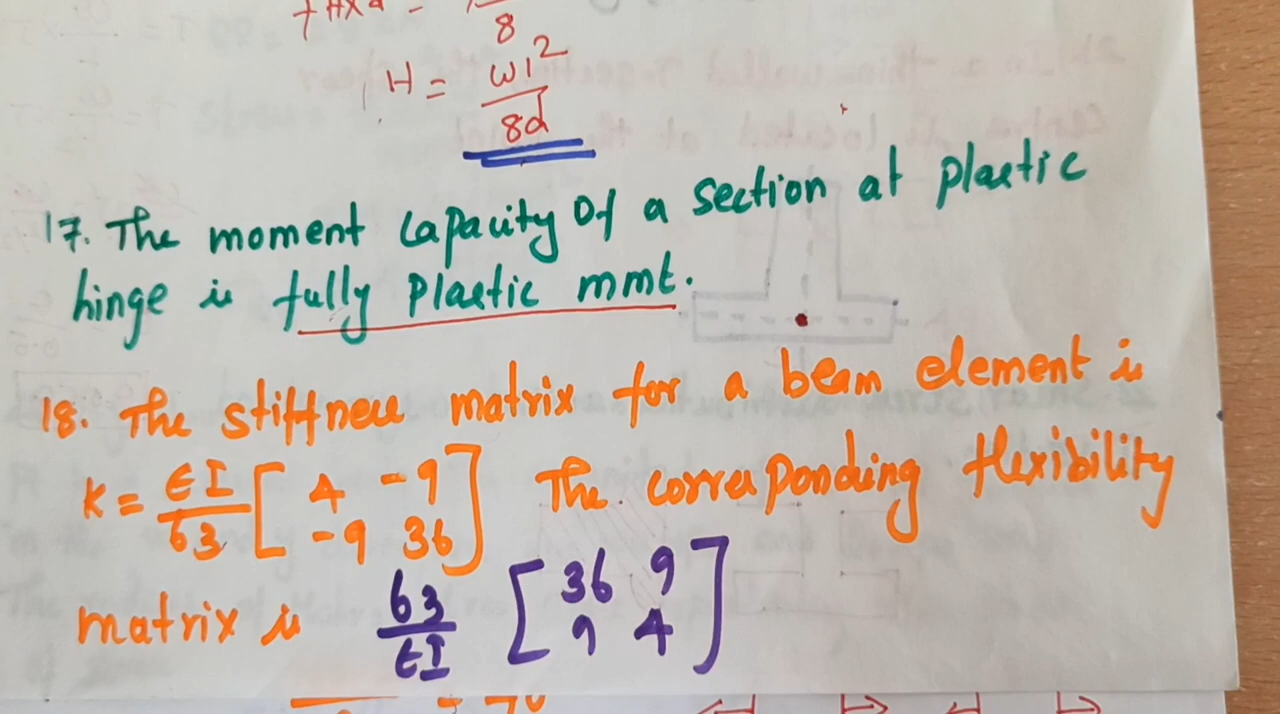 8
H = wl²
8d
17. The moment capacity of a section at plastic
hinge is fully plastic mmt.
18. The stiffness matrix for a beam element is
K = EI/63 [ 4 -9 ] The corresponding flexibility
[ -9 36 ]
matrix is 63/EI [ 36 9 ]
[ 9 4 ]